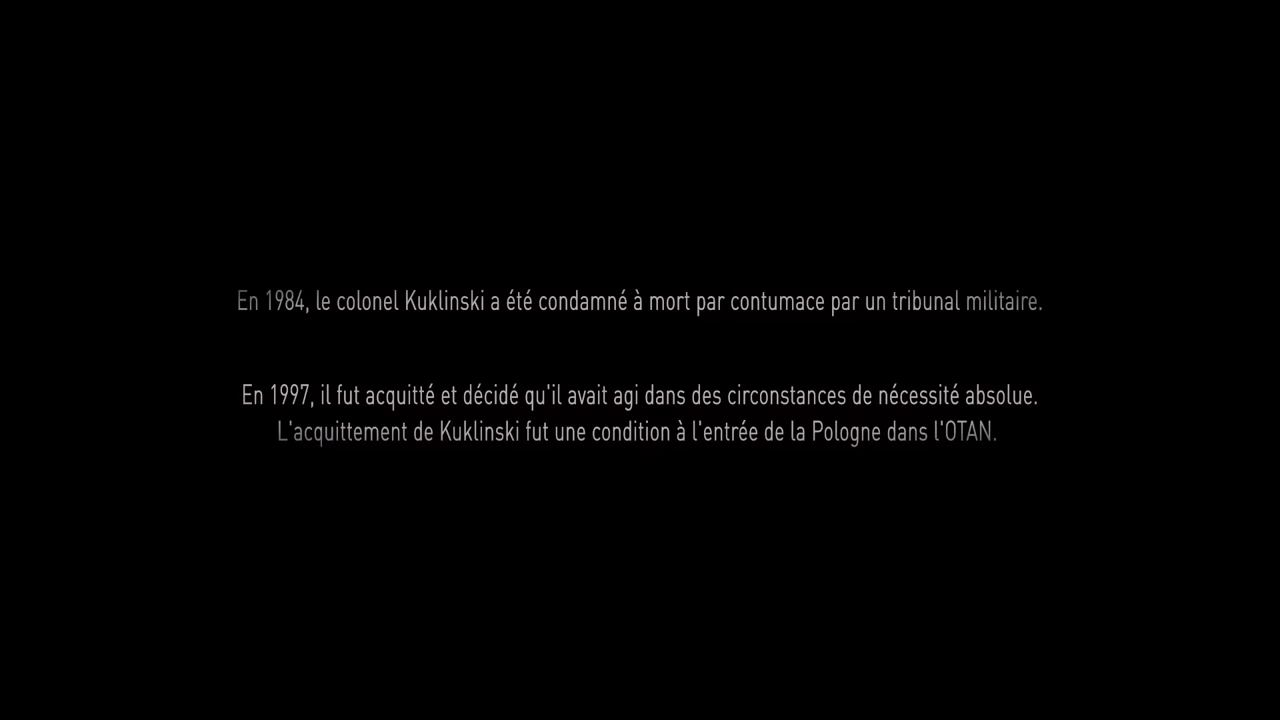 En 1984, le colonel Kuklinski a été condamné à mort par contumace par un tribunal militaire.
En 1997, il fut acquitté et décidé qu'il avait agi dans des circonstances de nécessité absolue.
L'acquittement de Kuklinski fut une condition à l'entrée de la Pologne dans l'OTAN.